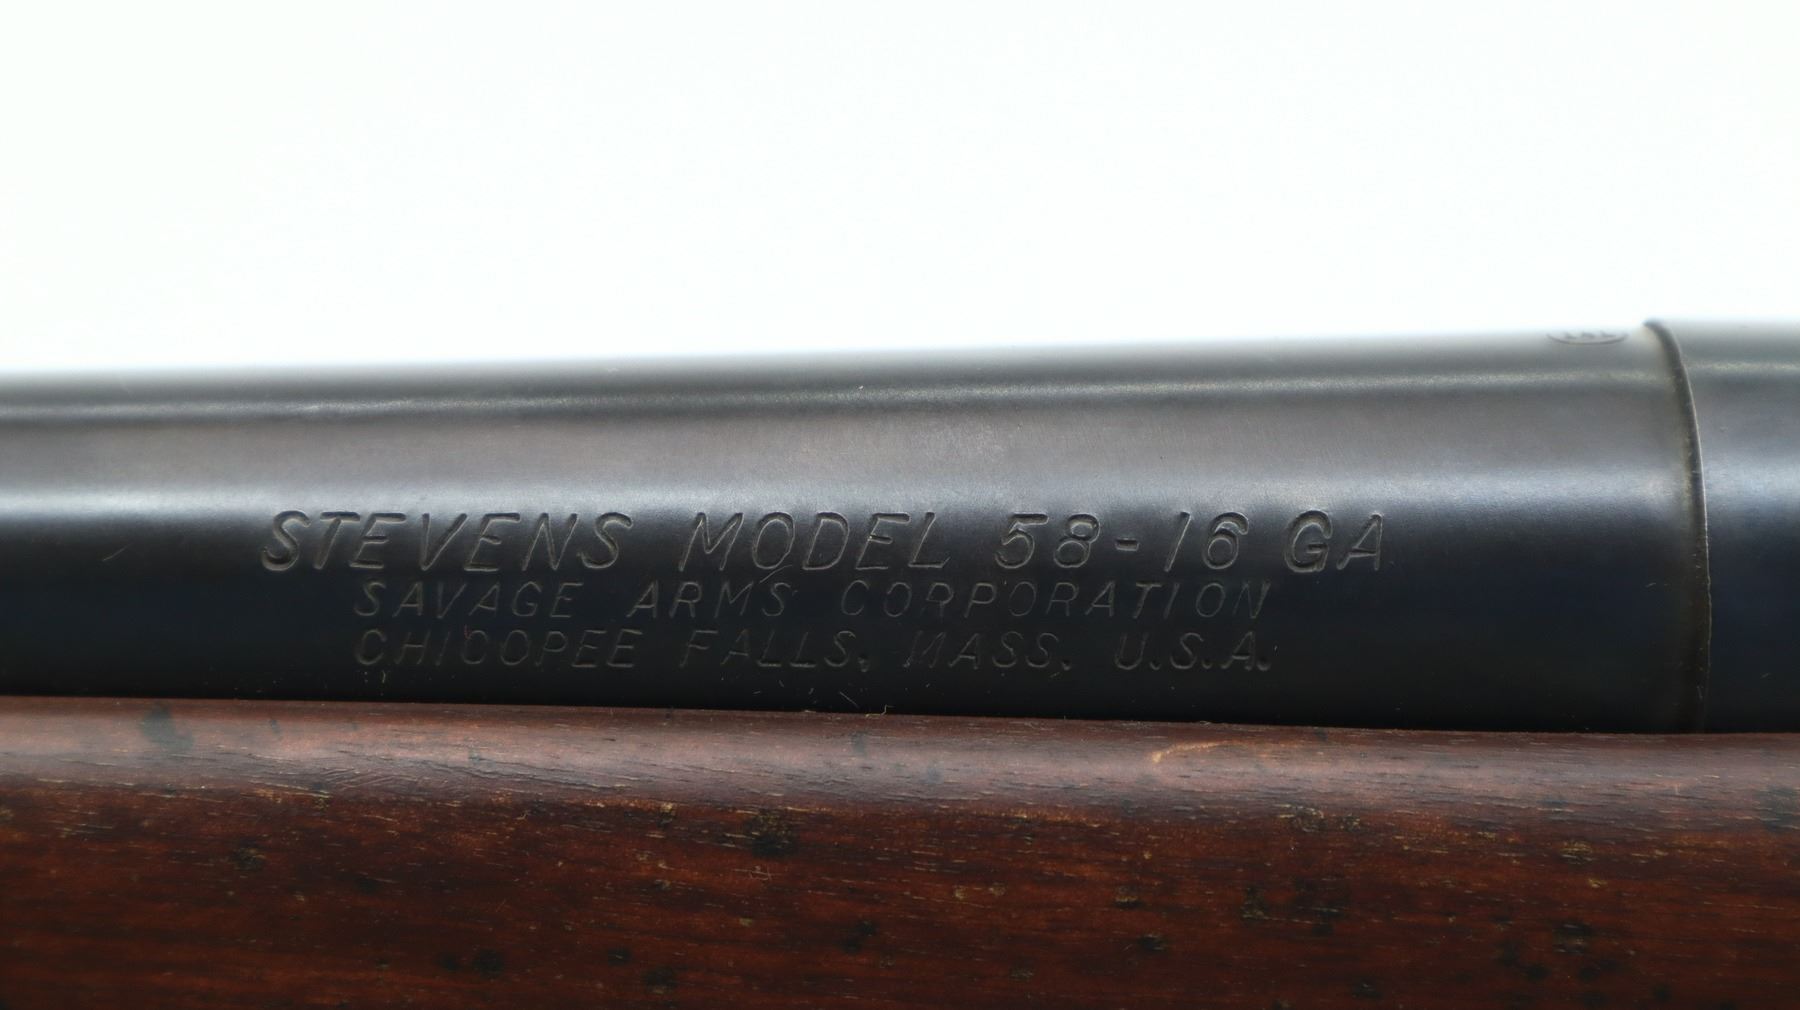 STEVENS MODEL 58-16 GA
SAVAGE ARMS CORPORATION
CHICOPEE FALLS, MASS. U.S.A.